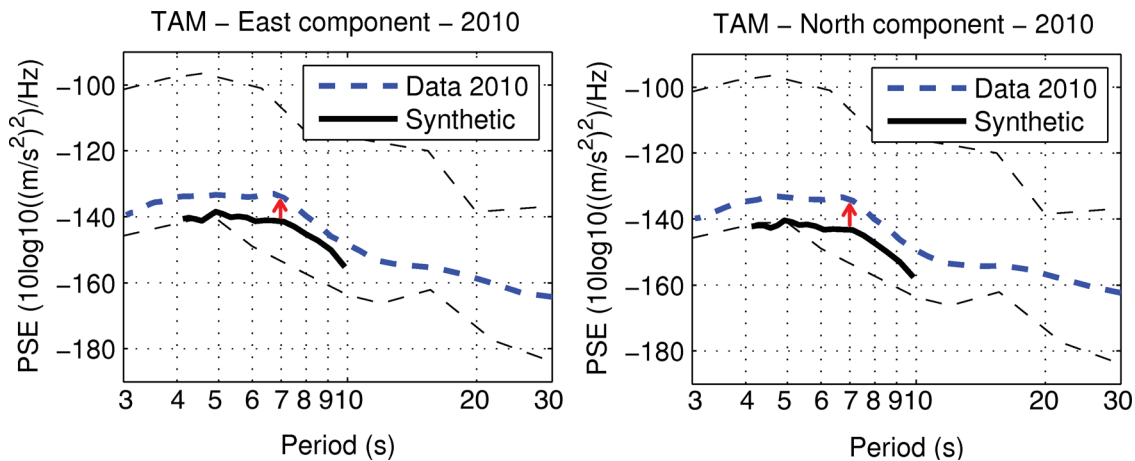 TAM – East component – 2010
PSE (10log10((m/s²)²)/Hz)
−100
−120
−140
−160
−180
Data 2010
Synthetic
3 4 5 6 7 8 910 20 30
Period (s)
TAM – North component – 2010
PSE (10log10((m/s²)²)/Hz)
−100
−120
−140
−160
−180
Data 2010
Synthetic
3 4 5 6 7 8 910 20 30
Period (s)